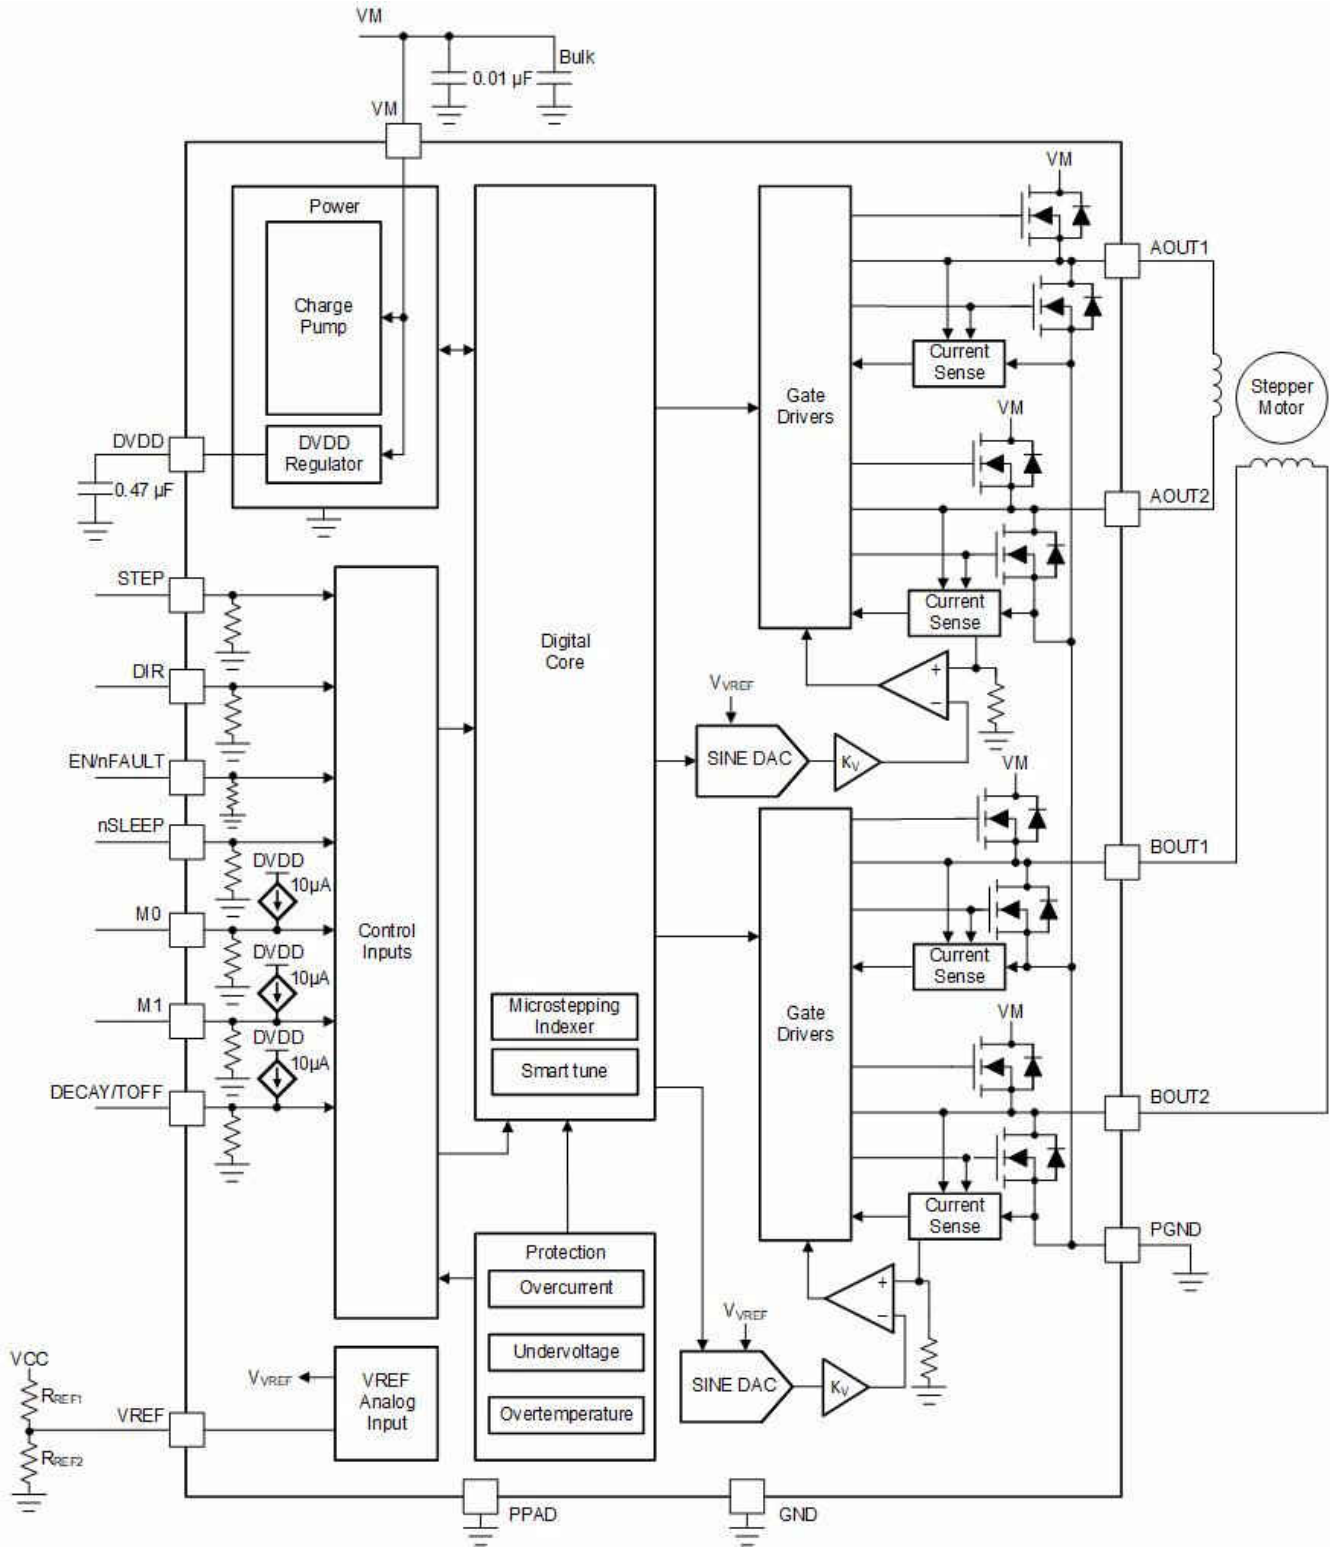 VM
0.01 µF
Bulk
VM
Power
Charge
Pump
DVDD
Regulator
DVDD
0.47 µF
STEP
DIR
EN/nFAULT
nSLEEP
M0
M1
DECAY/TOFF
DVDD
10µA
DVDD
10µA
DVDD
10µA
Control
Inputs
Digital
Core
Microstepping
Indexer
Smart tune
Protection
Overcurrent
Undervoltage
Overtemperature
VCC
RREF1
VREF
RREF2
VVREF
VREF
Analog
Input
Gate
Drivers
VM
AOUT1
Current
Sense
VM
AOUT2
Current
Sense
Stepper
Motor
+
−
VVREF
SINE DAC
KV
Gate
Drivers
VM
BOUT1
Current
Sense
VM
BOUT2
Current
Sense
PGND
+
−
VVREF
SINE DAC
KV
PPAD
GND